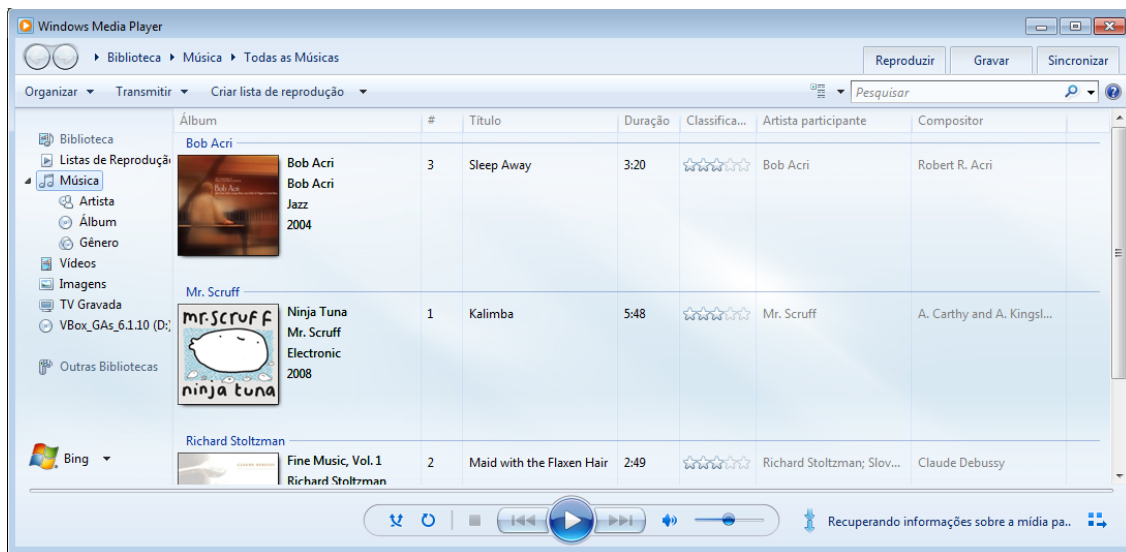 Windows Media Player
Biblioteca Música Todas as Músicas
Reproduzir Gravar Sincronizar
Organizar Transmitir Criar lista de reprodução Pesquisar
Álbum # Título Duração Classifica... Artista participante Compositor
Biblioteca
Listas de Reproduçã
Música
Artista
Álbum
Gênero
Vídeos
Imagens
TV Gravada
VBox_GAs_6.1.10 (D:)
Outras Bibliotecas
Bing
Bob Acri
Bob Acri
Bob Acri 3 Sleep Away 3:20 Bob Acri Robert R. Acri
Bob Acri
Jazz
2004
Mr. Scruff
mr.scruff
ninja tuna
Ninja Tuna 1 Kalimba 5:48 Mr. Scruff A. Carthy and A. Kingsl...
Mr. Scruff
Electronic
2008
Richard Stoltzman
Fine Music, Vol. 1 2 Maid with the Flaxen Hair 2:49 Richard Stoltzman; Slov... Claude Debussy
Richard Stoltzman
Recuperando informações sobre a mídia pa..